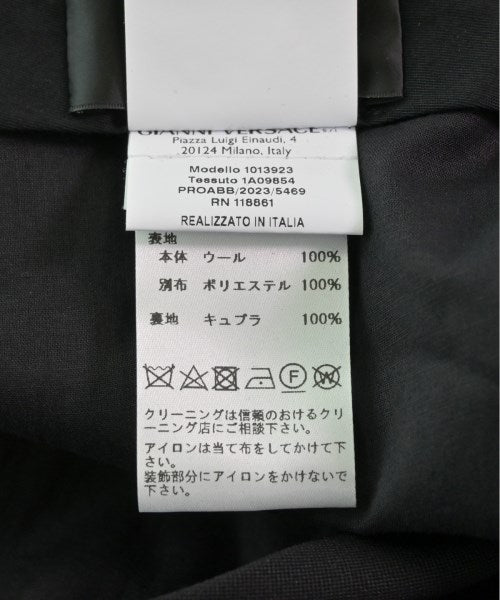 GIANNI VERSACE
Piazza Luigi Einaudi, 4
20124 Milano, Italy
Modello 1013923
Tessuto 1A09854
PROABB/2023/5469
RN 118861
REALIZZATO IN ITALIA
表地
本体 ウール 100%
別布 ポリエステル 100%
裏地 キュプラ 100%
F W
クリーニングは信頼のおけるクリ
ーニング店にご相談下さい。
アイロンは当て布をしてかけて下
さい。
装飾部分にアイロンをかけないで
下さい。